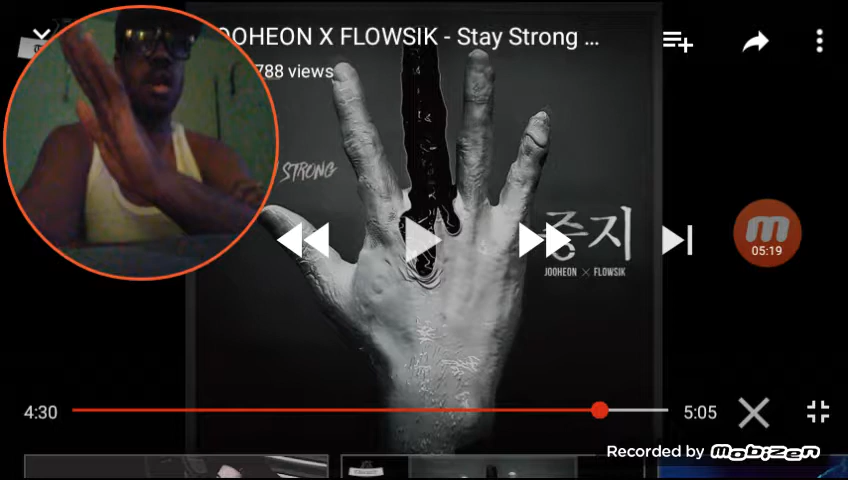 OOHEON X FLOWSIK - Stay Strong ...
788 views
STRONG
중지
JOOHEON X FLOWSIK
05:19
4:30
5:05
Recorded by mobizen